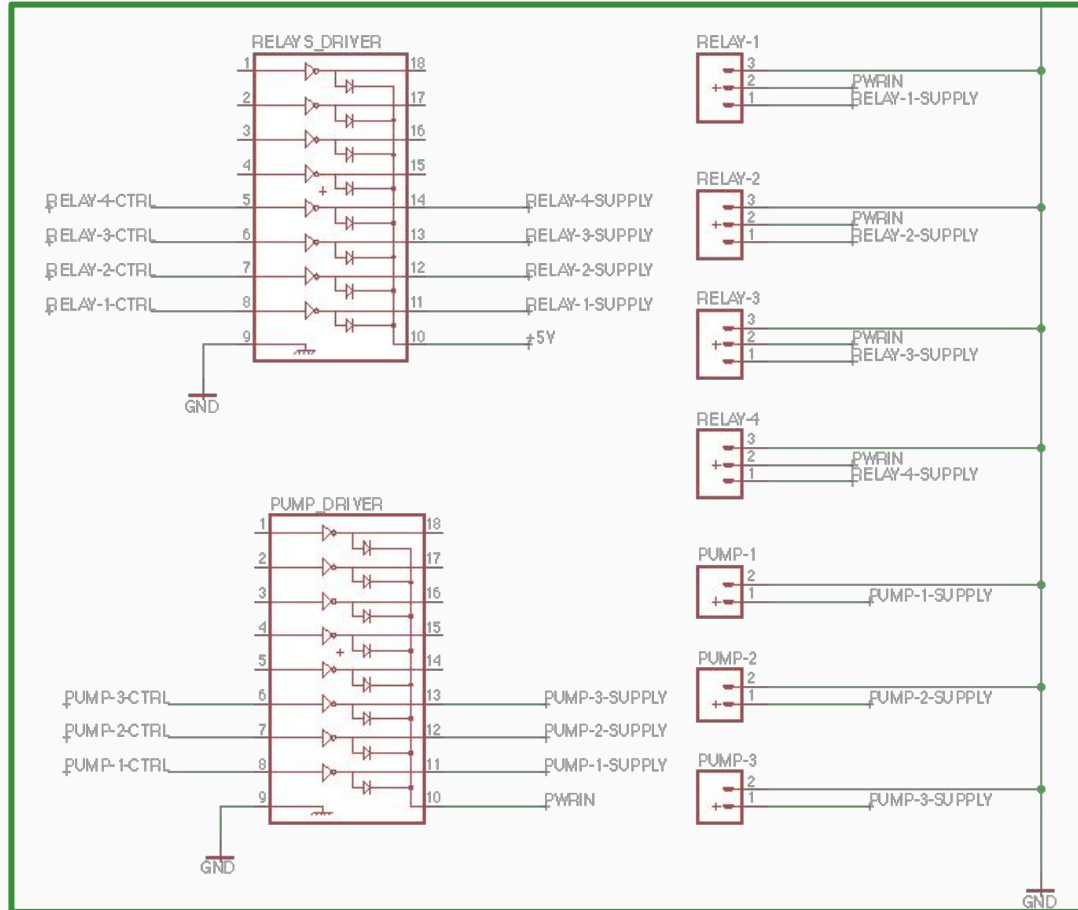 RELAYS_DRIVER
1 18
2 17
3 16
4 15
RELAY-4-CTRL 5 14 RELAY-4-SUPPLY
RELAY-3-CTRL 6 13 RELAY-3-SUPPLY
RELAY-2-CTRL 7 12 RELAY-2-SUPPLY
RELAY-1-CTRL 8 11 RELAY-1-SUPPLY
9 10 +5V
GND
PUMP_DRIVER
1 18
2 17
3 16
4 15
5 14
PUMP-3-CTRL 6 13 PUMP-3-SUPPLY
PUMP-2-CTRL 7 12 PUMP-2-SUPPLY
PUMP-1-CTRL 8 11 PUMP-1-SUPPLY
9 10 PWRIN
GND
RELAY-1
3
2 PWRIN
1 RELAY-1-SUPPLY
RELAY-2
3
2 PWRIN
1 RELAY-2-SUPPLY
RELAY-3
3
2 PWRIN
1 RELAY-3-SUPPLY
RELAY-4
3
2 PWRIN
1 RELAY-4-SUPPLY
PUMP-1
2
1 PUMP-1-SUPPLY
PUMP-2
2
1 PUMP-2-SUPPLY
PUMP-3
2
1 PUMP-3-SUPPLY
GND